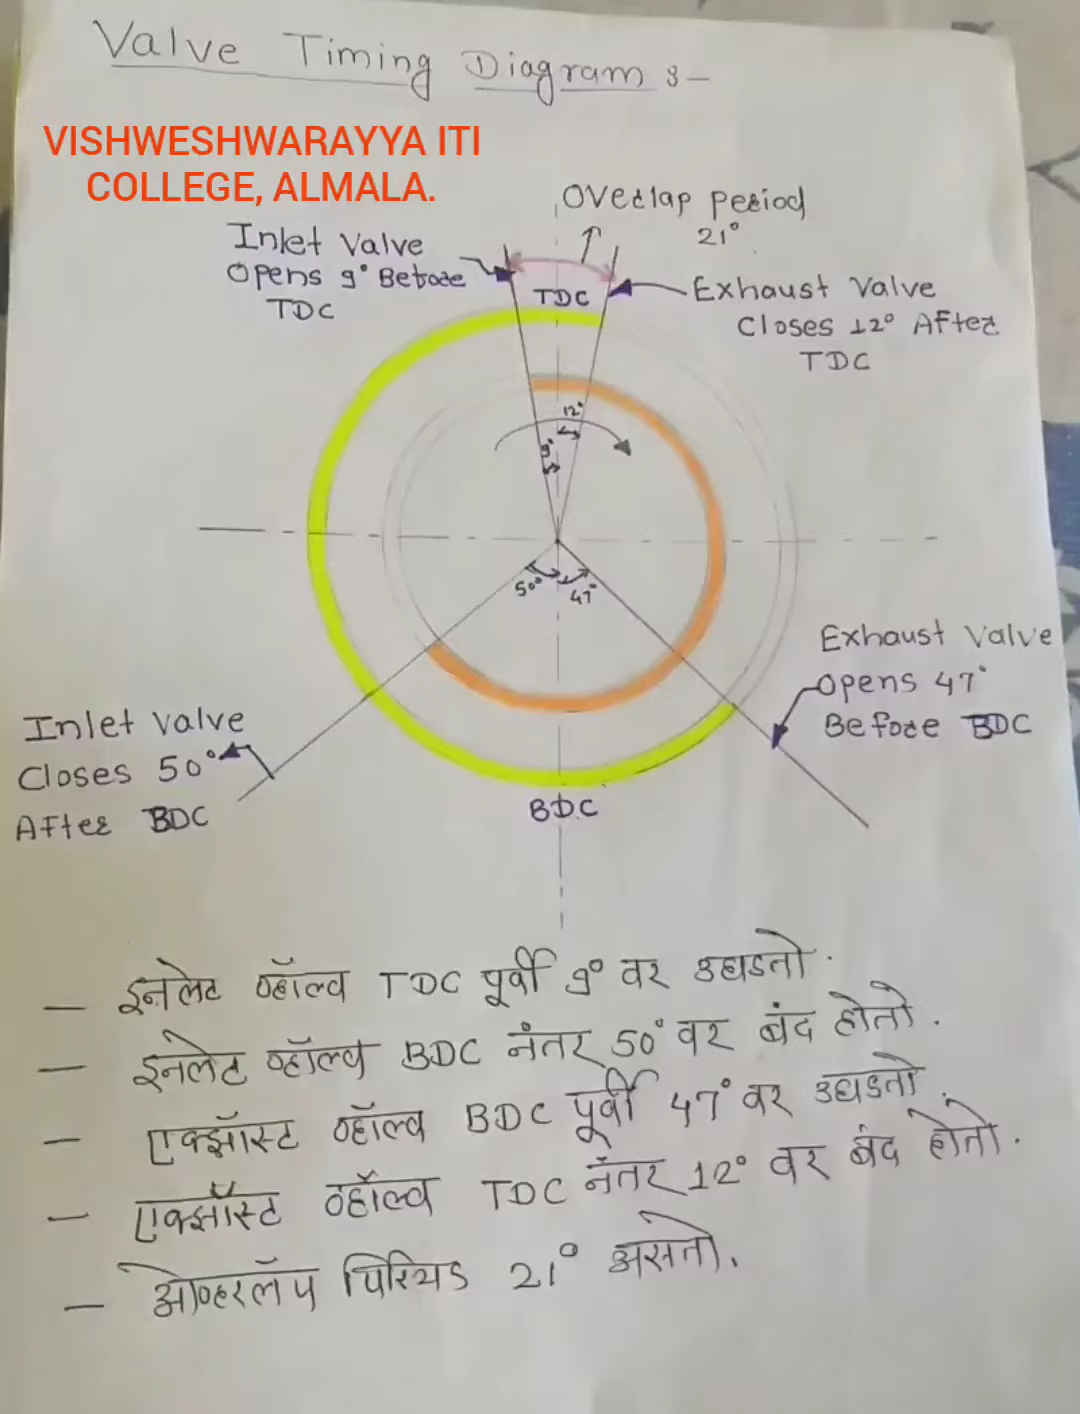 Valve Timing Diagram :-
VISHWESHWARAYYA ITI
COLLEGE, ALMALA.
Overlap period
21°
Inlet Valve
Opens 9° Before
TDC
TDC
Exhaust Valve
Closes 12° After
TDC
12°
9°
50°
47°
Exhaust Valve
Opens 47°
Before BDC
Inlet valve
Closes 50°
After BDC
BDC
— इनलेट व्हॉल्व TDC पूर्वी 9° वर उघडतो.
— इनलेट व्हॉल्व BDC नंतर 50° वर बंद होतो.
— एक्झॉस्ट व्हॉल्व BDC पूर्वी 47° वर उघडतो.
— एक्झॉस्ट व्हॉल्व TDC नंतर 12° वर बंद होतो.
— ओव्हरलॅप पिरियड 21° असतो.